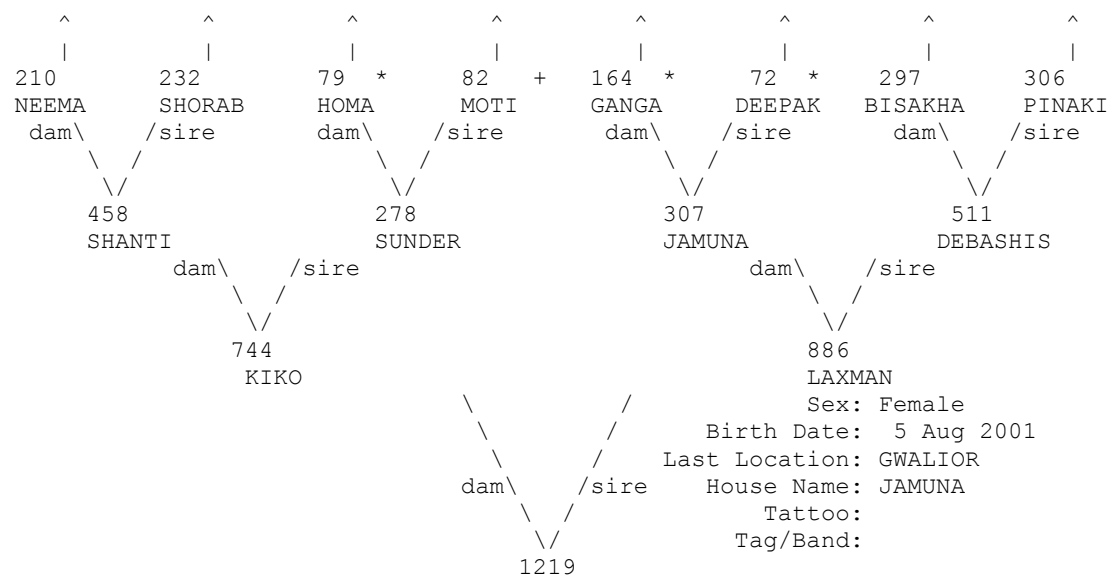 ^ ^ ^ ^ ^ ^ ^ ^
| | | | | | | |
210 232 79 * 82 + 164 * 72 * 297 306
NEEMA SHORAB HOMA MOTI GANGA DEEPAK BISAKHA PINAKI
dam\ /sire dam\ /sire dam\ /sire dam\ /sire
\ / \ / \ / \ /
\/ \/ \/ \/
458 278 307 511
SHANTI SUNDER JAMUNA DEBASHIS
dam\ /sire dam\ /sire
\ / \ /
\/ \/
744 886
KIKO LAXMAN
\ / Sex: Female
\ / Birth Date: 5 Aug 2001
\ / Last Location: GWALIOR
dam\ /sire House Name: JAMUNA
\ / Tattoo:
\/ Tag/Band:
1219